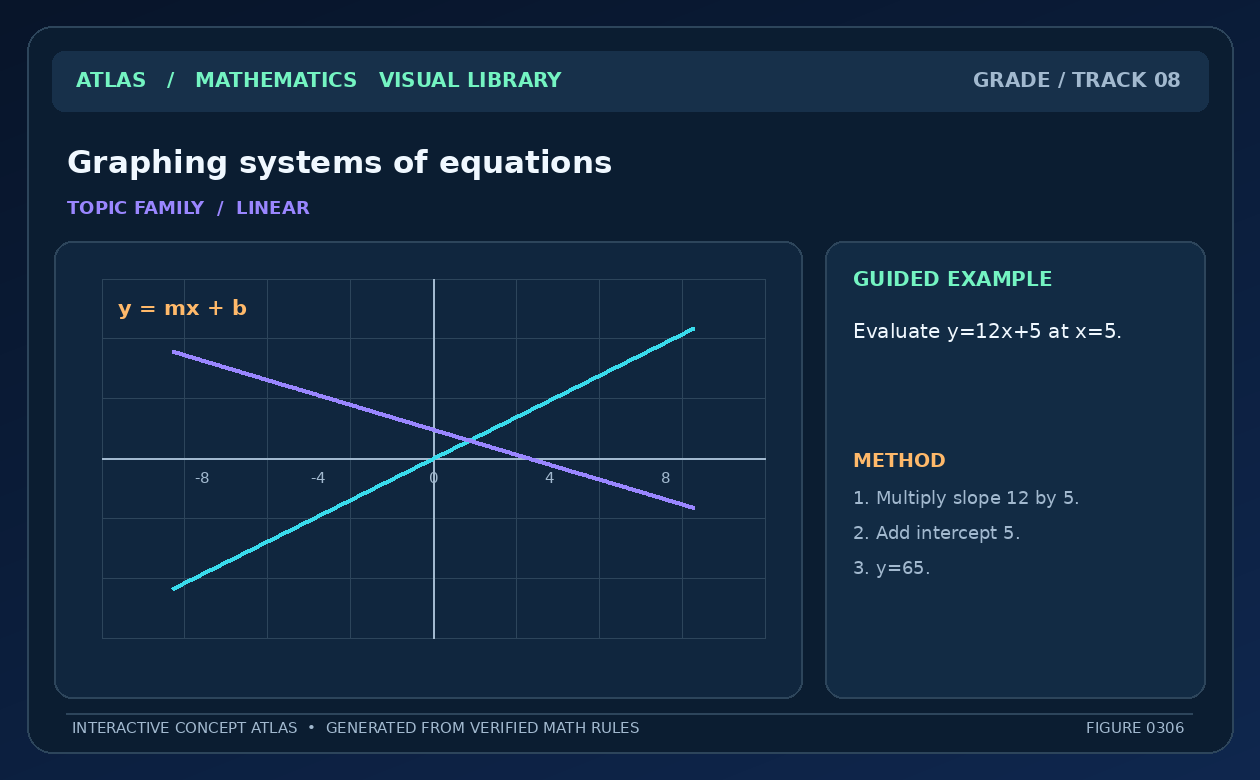 ATLAS / MATHEMATICS VISUAL LIBRARY
GRADE / TRACK 08
Graphing systems of equations
TOPIC FAMILY / LINEAR
y = mx + b
-8 -4 0 4 8
GUIDED EXAMPLE
Evaluate y=12x+5 at x=5.
METHOD
1. Multiply slope 12 by 5.
2. Add intercept 5.
3. y=65.
INTERACTIVE CONCEPT ATLAS • GENERATED FROM VERIFIED MATH RULES
FIGURE 0306